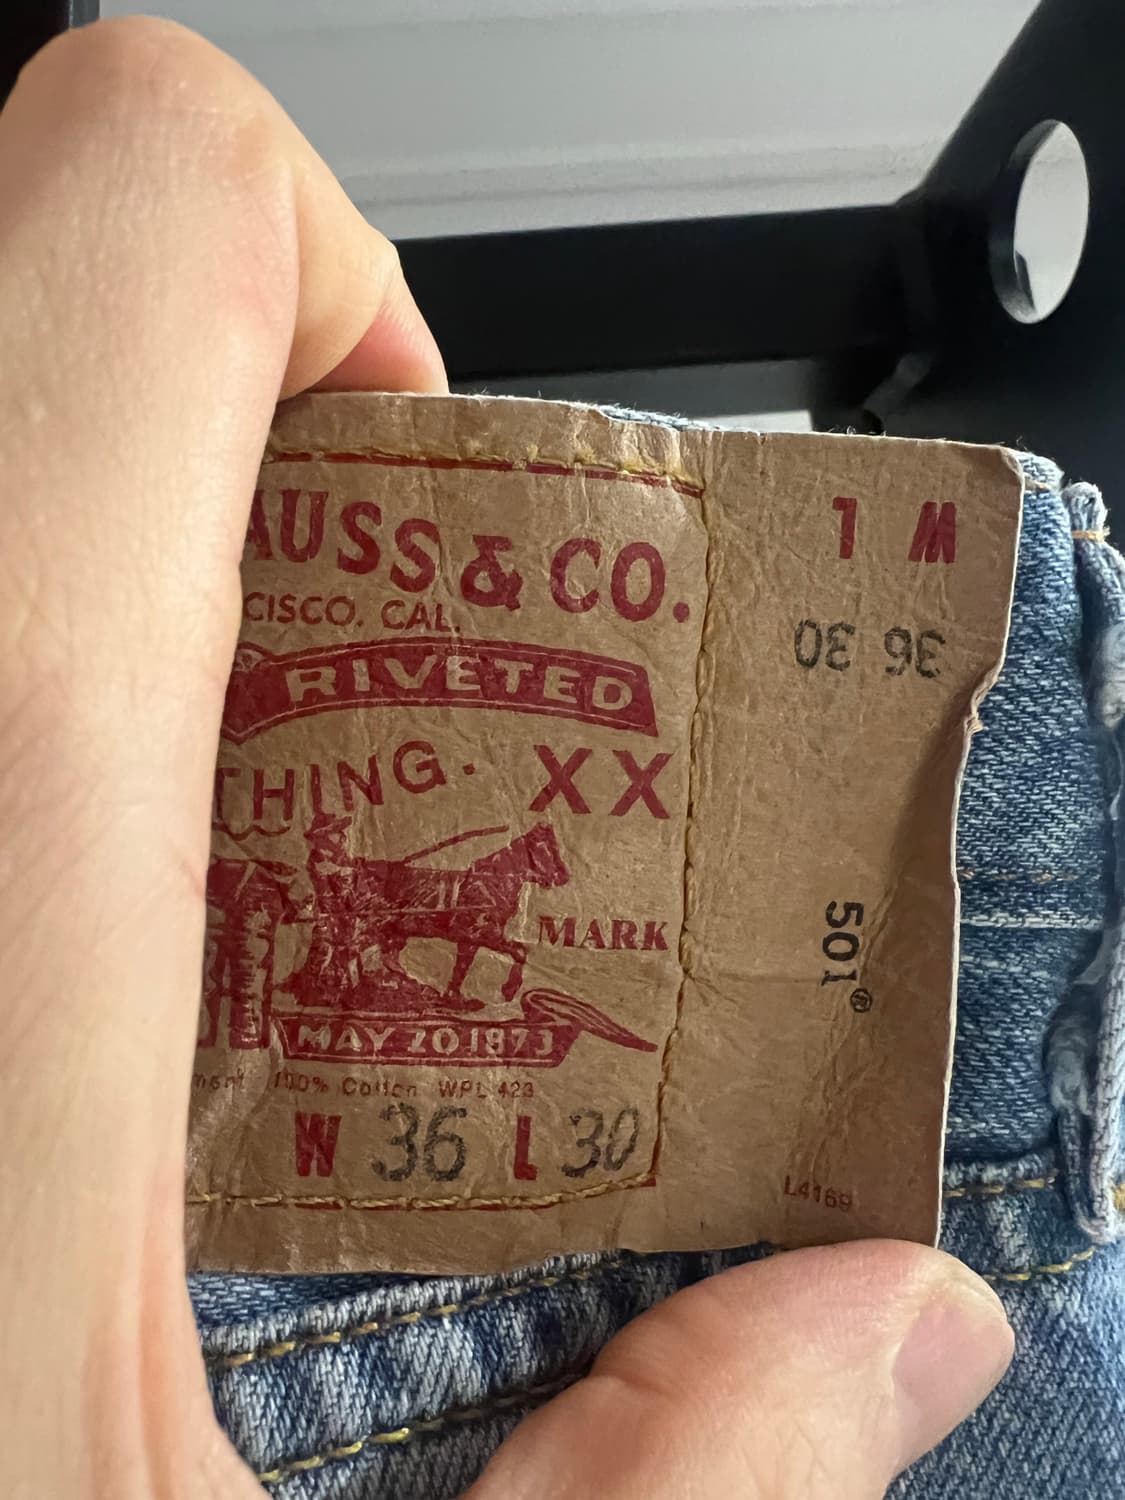 AUSS & CO.
CISCO. CAL.
RIVETED
THING. XX
MARK
MAY 20 1873
ment 100% Cotton WPL 423
W 36 L 30
W L
36 30
501®
L4169